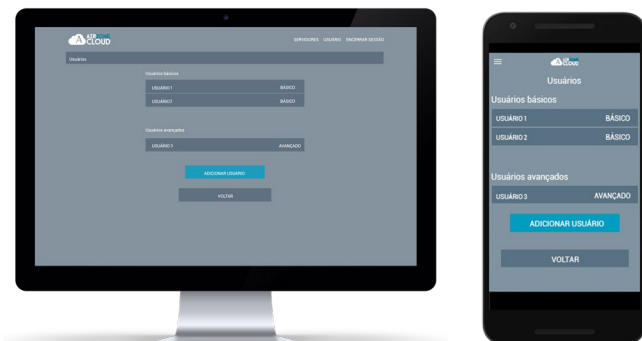 AIRZONE
CLOUD
SERVIDORES USUÁRIO ENCERRAR SESSÃO
Usuários
Usuários básicos
USUÁRIO 1 BÁSICO
USUÁRIO 2 BÁSICO
Usuários avançados
USUÁRIO 3 AVANÇADO
ADICIONAR USUÁRIO
VOLTAR
AIRZONE
CLOUD
Usuários
Usuários básicos
USUÁRIO 1 BÁSICO
USUÁRIO 2 BÁSICO
Usuários avançados
USUÁRIO 3 AVANÇADO
ADICIONAR USUÁRIO
VOLTAR